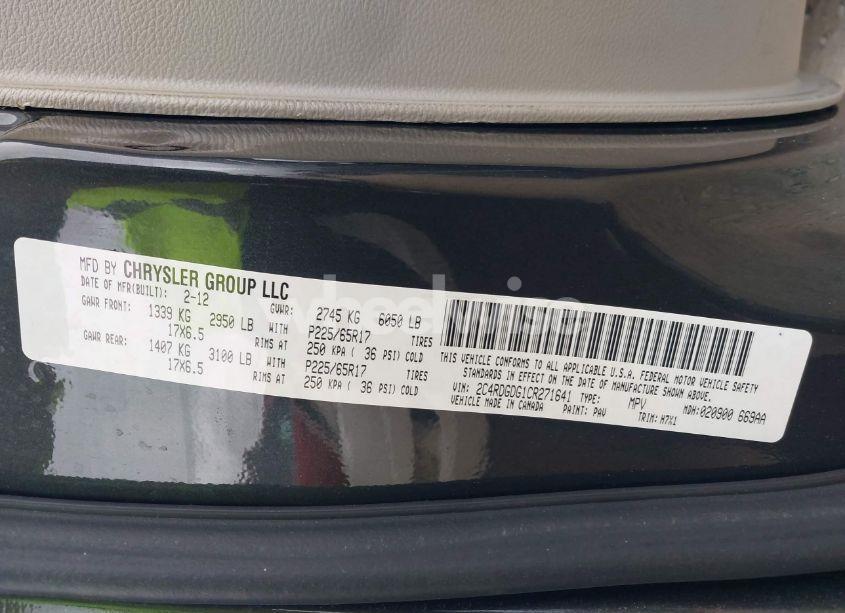 MFD BY CHRYSLER GROUP LLC
DATE OF MFR(BUILT): 2-12 GVWR: 2745 KG 6050 LB
GAWR FRONT: 1339 KG 2950 LB WITH P225/65R17 TIRES
17X6.5 RIMS AT 250 KPA ( 36 PSI) COLD
GAWR REAR: 1407 KG 3100 LB WITH P225/65R17 TIRES
17X6.5 RIMS AT 250 KPA ( 36 PSI) COLD
THIS VEHICLE CONFORMS TO ALL APPLICABLE U.S.A. FEDERAL MOTOR VEHICLE SAFETY
STANDARDS IN EFFECT ON THE DATE OF MANUFACTURE SHOWN ABOVE.
VIN: 2C4RDGDG1CR271641 TYPE: MPV MDH:020900 669AA
VEHICLE MADE IN CANADA PAINT: PAV TRIM: H7X1